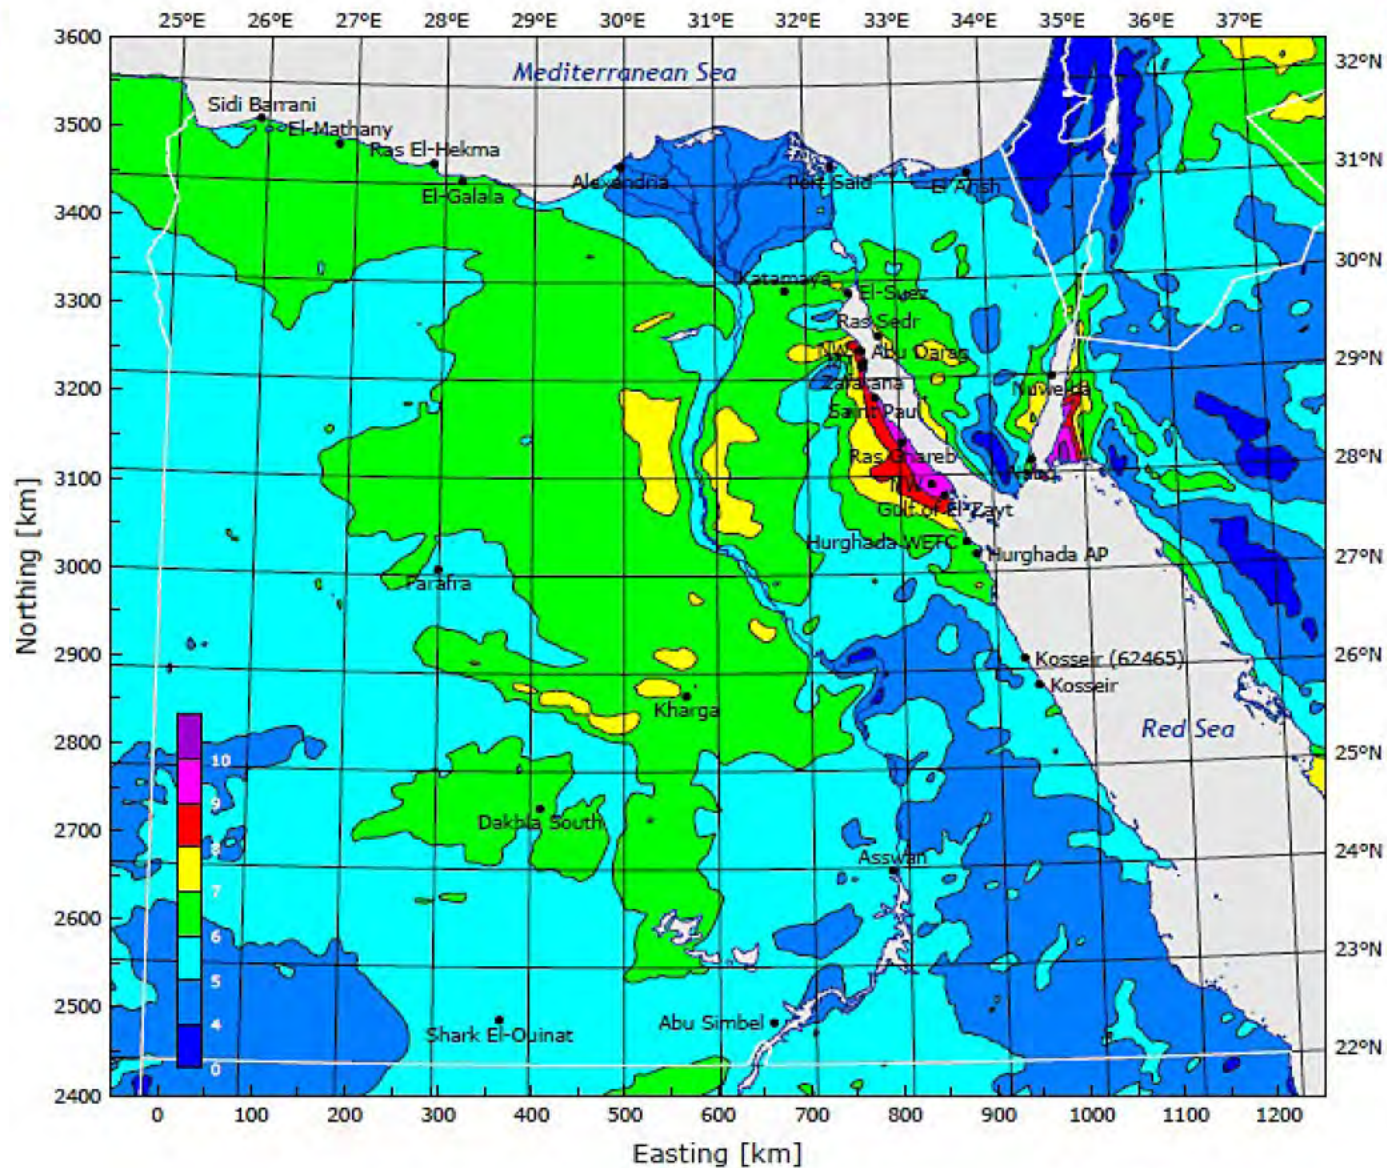 25°E 26°E 27°E 28°E 29°E 30°E 31°E 32°E 33°E 34°E 35°E 36°E 37°E
3600
32°N
Mediterranean Sea
Sidi Barrani
3500
El-Mathany
Ras El-Hekma
31°N
Alexandria
Port Said
El Arish
El-Galala
3400
30°N
Katamaya
3300
El-Suez
Ras Sedr
NW
Abu Darag
29°N
3200
Zafarana
Nuweiba
Saint Paul
Ras Ghareb
28°N
3100
NW
Gulf of El-Zayt
Hurghada WETC
Hurghada AP
27°N
3000
Farafra
Northing [km]
2900
Kosseir (62465)
26°N
Kosseir
Kharga
Red Sea
2800
25°N
10
9
2700
Dakhla South
8
Asswan
24°N
7
2600
6
23°N
5
2500
Shark El-Ouinat
Abu Simbel
4
22°N
0
2400
0 100 200 300 400 500 600 700 800 900 1000 1100 1200
Easting [km]